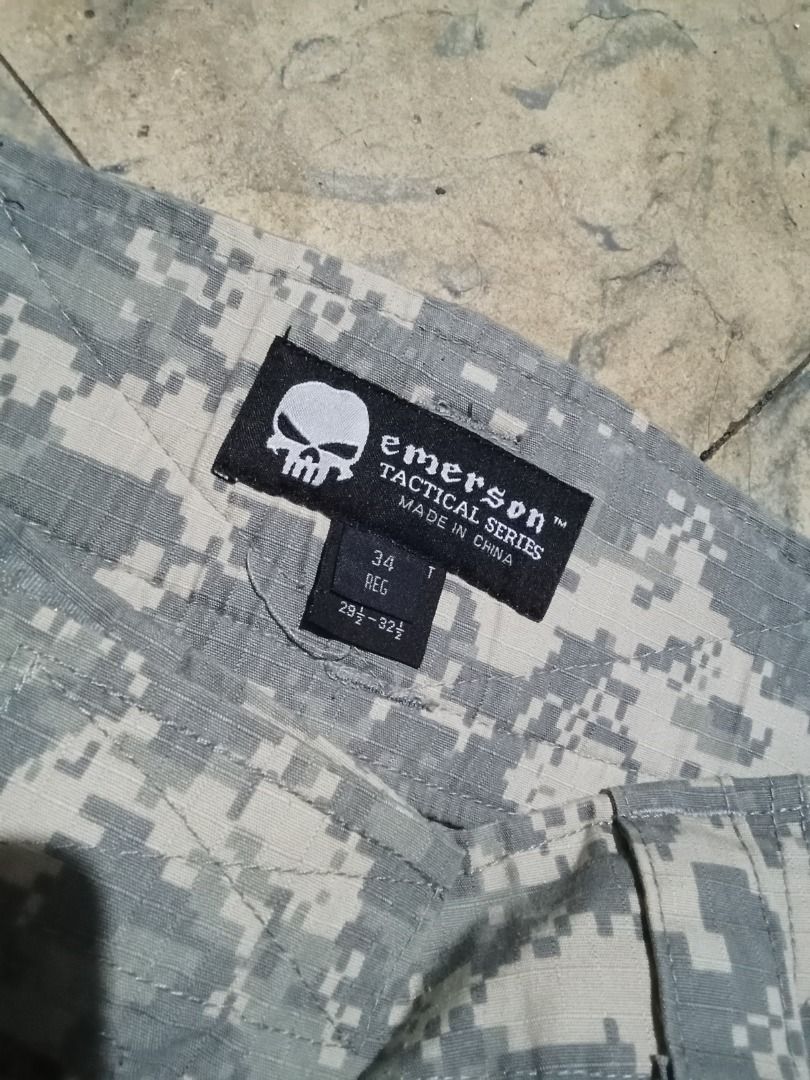 emerson™
TACTICAL SERIES
MADE IN CHINA
34 T
REG
29½-32½